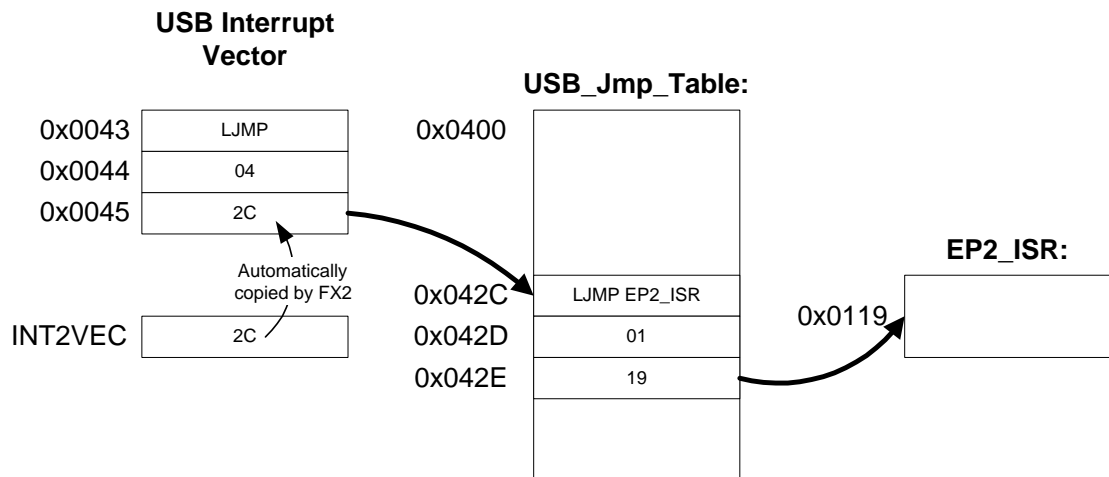 USB Interrupt
Vector
USB_Jmp_Table:
0x0043
LJMP
0x0400
0x0044
04
0x0045
2C
EP2_ISR:
Automatically
copied by FX2
0x042C
LJMP EP2_ISR
0x0119
INT2VEC
2C
0x042D
01
0x042E
19